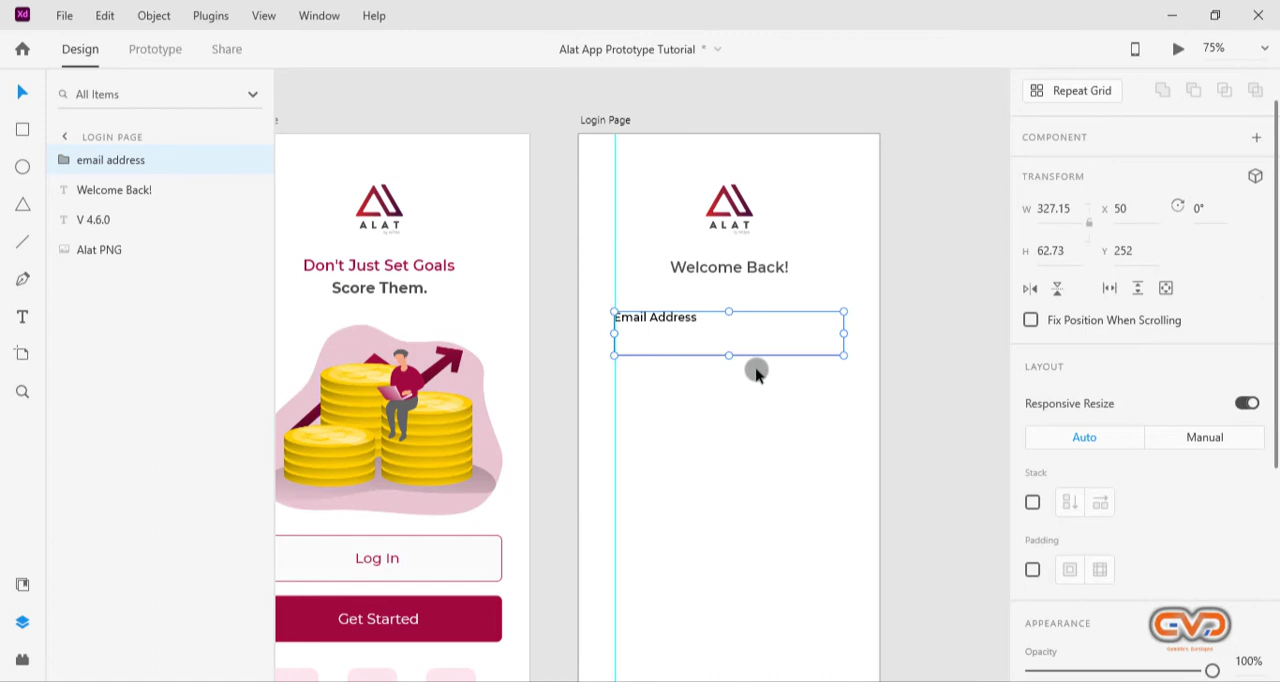 Xd File Edit Object Plugins View Window Help
Design Prototype Share Alat App Prototype Tutorial * 75%
All Items
LOGIN PAGE
email address
T Welcome Back!
T V 4.6.0
Alat PNG
T
e
ALAT
Don't Just Set Goals
Score Them.
Log In
Get Started
Login Page
ALAT
Welcome Back!
Email Address
Repeat Grid
COMPONENT +
TRANSFORM
W 327.15 X 50 0°
H 62.73 Y 252
Fix Position When Scrolling
LAYOUT
Responsive Resize
Auto Manual
Stack
Padding
APPEARANCE
Opacity
100%
GVD